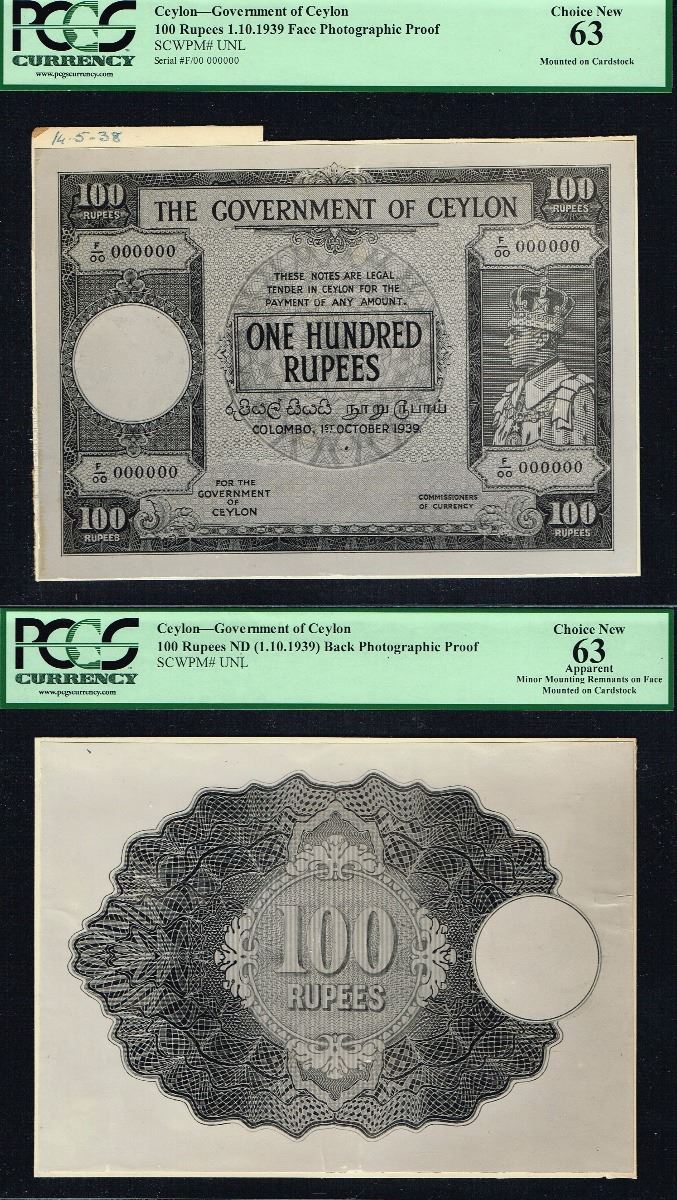 PCGS
CURRENCY
www.pcgscurrency.com
Ceylon—Government of Ceylon
100 Rupees 1.10.1939 Face Photographic Proof
SCWPM# UNL
Serial #F/00 000000
Choice New
63
Mounted on Cardstock
14-5-38
100
RUPEES
THE GOVERNMENT OF CEYLON
100
RUPEES
F/00 000000
F/00 000000
THESE NOTES ARE LEGAL
TENDER IN CEYLON FOR THE
PAYMENT OF ANY AMOUNT.
ONE HUNDRED
RUPEES
රුපියල් සියයයි நூறு ரூபாய்
COLOMBO, 1ST OCTOBER 1939
F/00 000000
F/00 000000
FOR THE
GOVERNMENT
OF
CEYLON
COMMISSIONERS
OF CURRENCY
100
RUPEES
100
RUPEES
PCGS
CURRENCY
www.pcgscurrency.com
Ceylon—Government of Ceylon
100 Rupees ND (1.10.1939) Back Photographic Proof
SCWPM# UNL
Choice New
63
Apparent
Minor Mounting Remnants on Face
Mounted on Cardstock
100
RUPEES